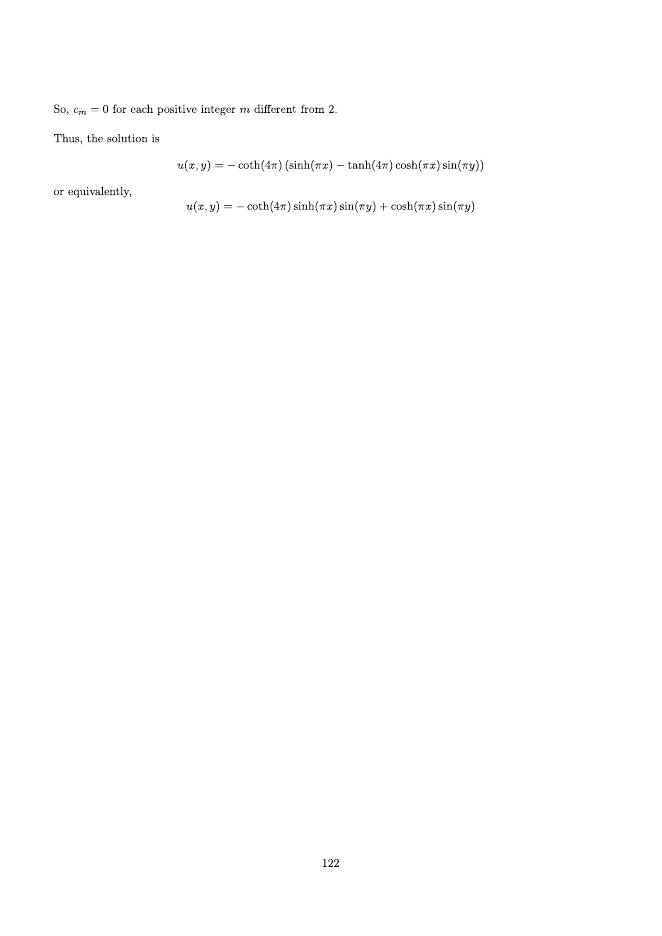 So, cₘ = 0 for each positive integer m different from 2.
Thus, the solution is
u(x, y) = − coth(4π) (sinh(πx) − tanh(4π) cosh(πx) sin(πy))
or equivalently,
u(x, y) = − coth(4π) sinh(πx) sin(πy) + cosh(πx) sin(πy)
122